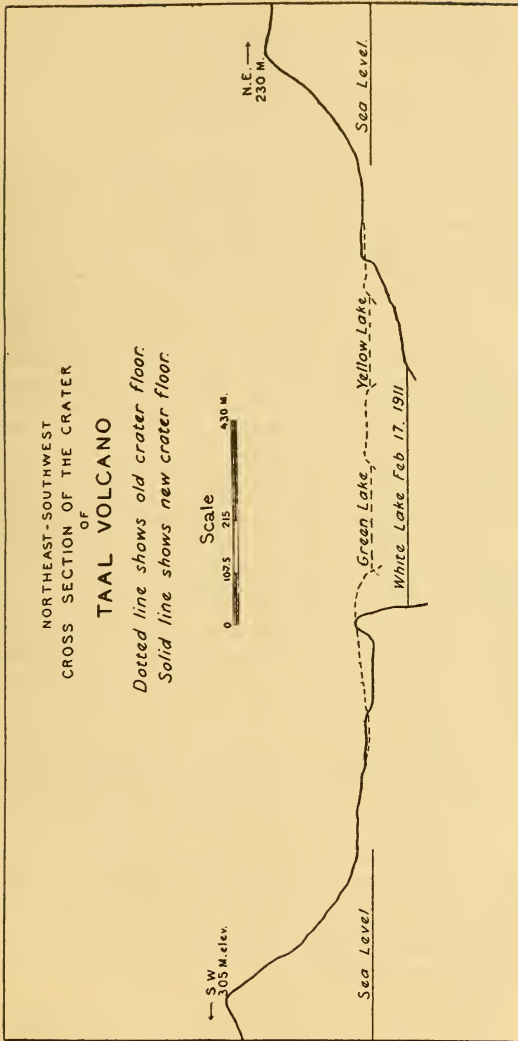 NORTHEAST-SOUTHWEST
CROSS SECTION OF THE CRATER
OF
TAAL VOLCANO
Dotted line shows old crater floor.
Solid line shows new crater floor.
Scale
0 107.5 215 430 M.
← S W
305 M. elev.
N.E. →
230 M.
Sea Level
Green Lake
Yellow Lake
Sea Level.
White Lake Feb 17, 1911